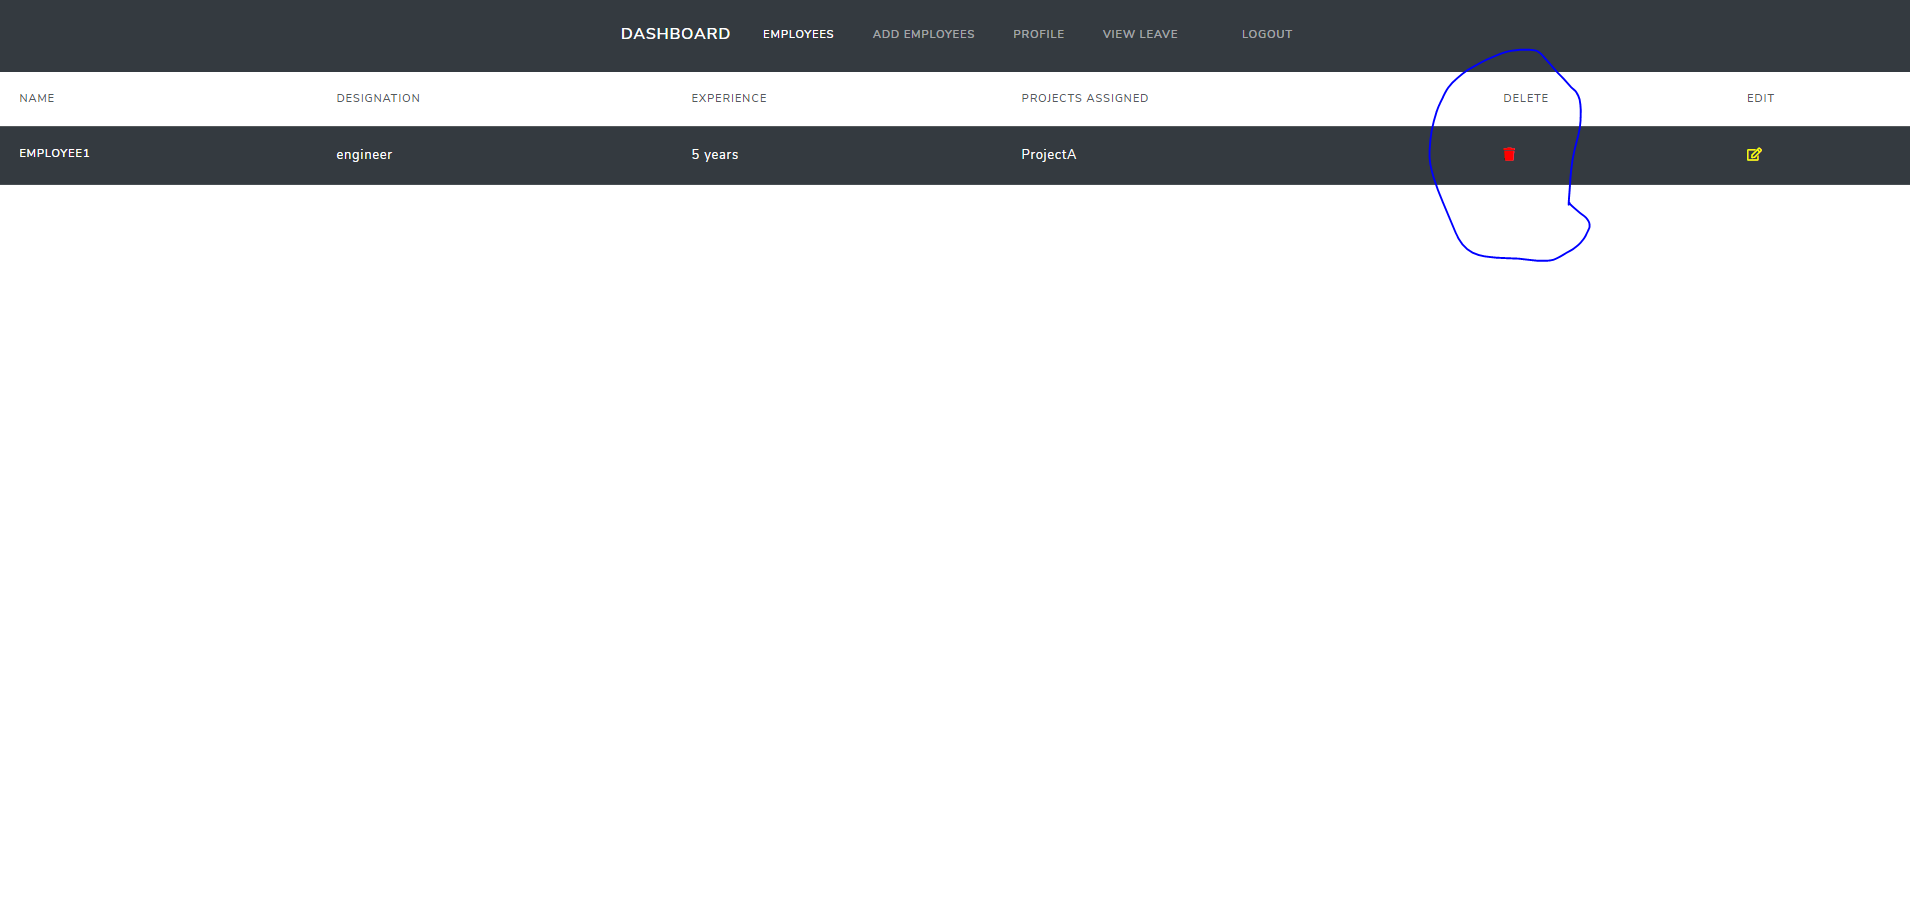 DASHBOARD EMPLOYEES ADD EMPLOYEES PROFILE VIEW LEAVE LOGOUT
NAME DESIGNATION EXPERIENCE PROJECTS ASSIGNED DELETE EDIT
EMPLOYEE1 engineer 5 years ProjectA